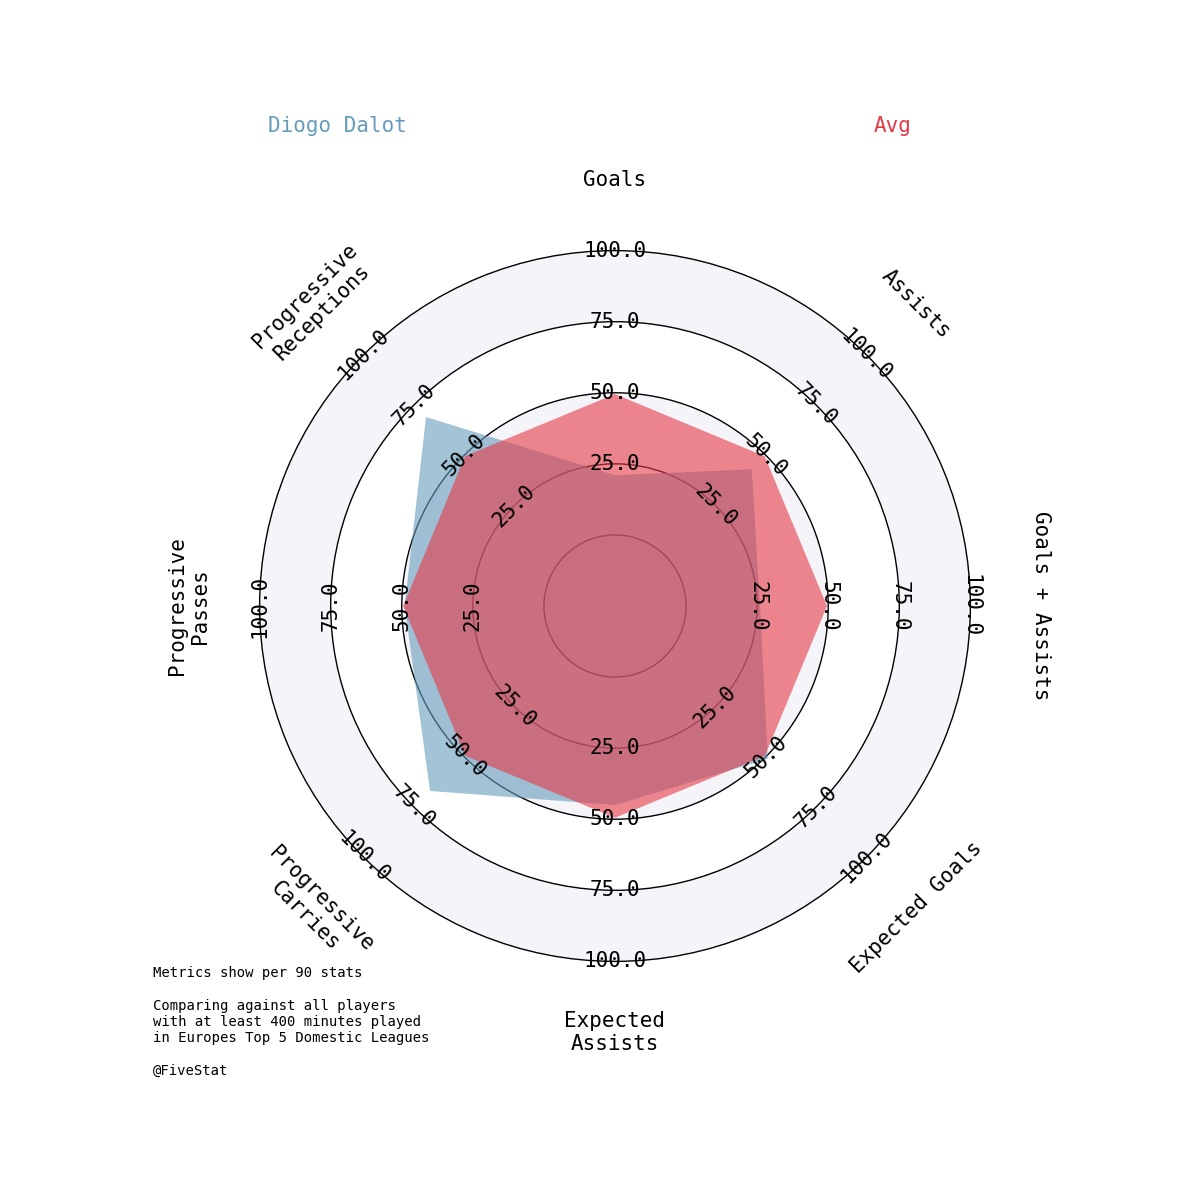 Diogo Dalot
Avg
Goals
Progressive
Receptions
Assists
100.0
100.0
100.0
75.0
75.0
75.0
50.0
50.0
50.0
25.0
25.0
25.0
Progressive
Passes
100.0
75.0
50.0
25.0
25.0
50.0
75.0
100.0
Goals + Assists
25.0
25.0
25.0
50.0
50.0
50.0
75.0
75.0
75.0
100.0
100.0
100.0
Progressive
Carries
Expected Goals
Expected
Assists
Metrics show per 90 stats
Comparing against all players
with at least 400 minutes played
in Europes Top 5 Domestic Leagues
@FiveStat